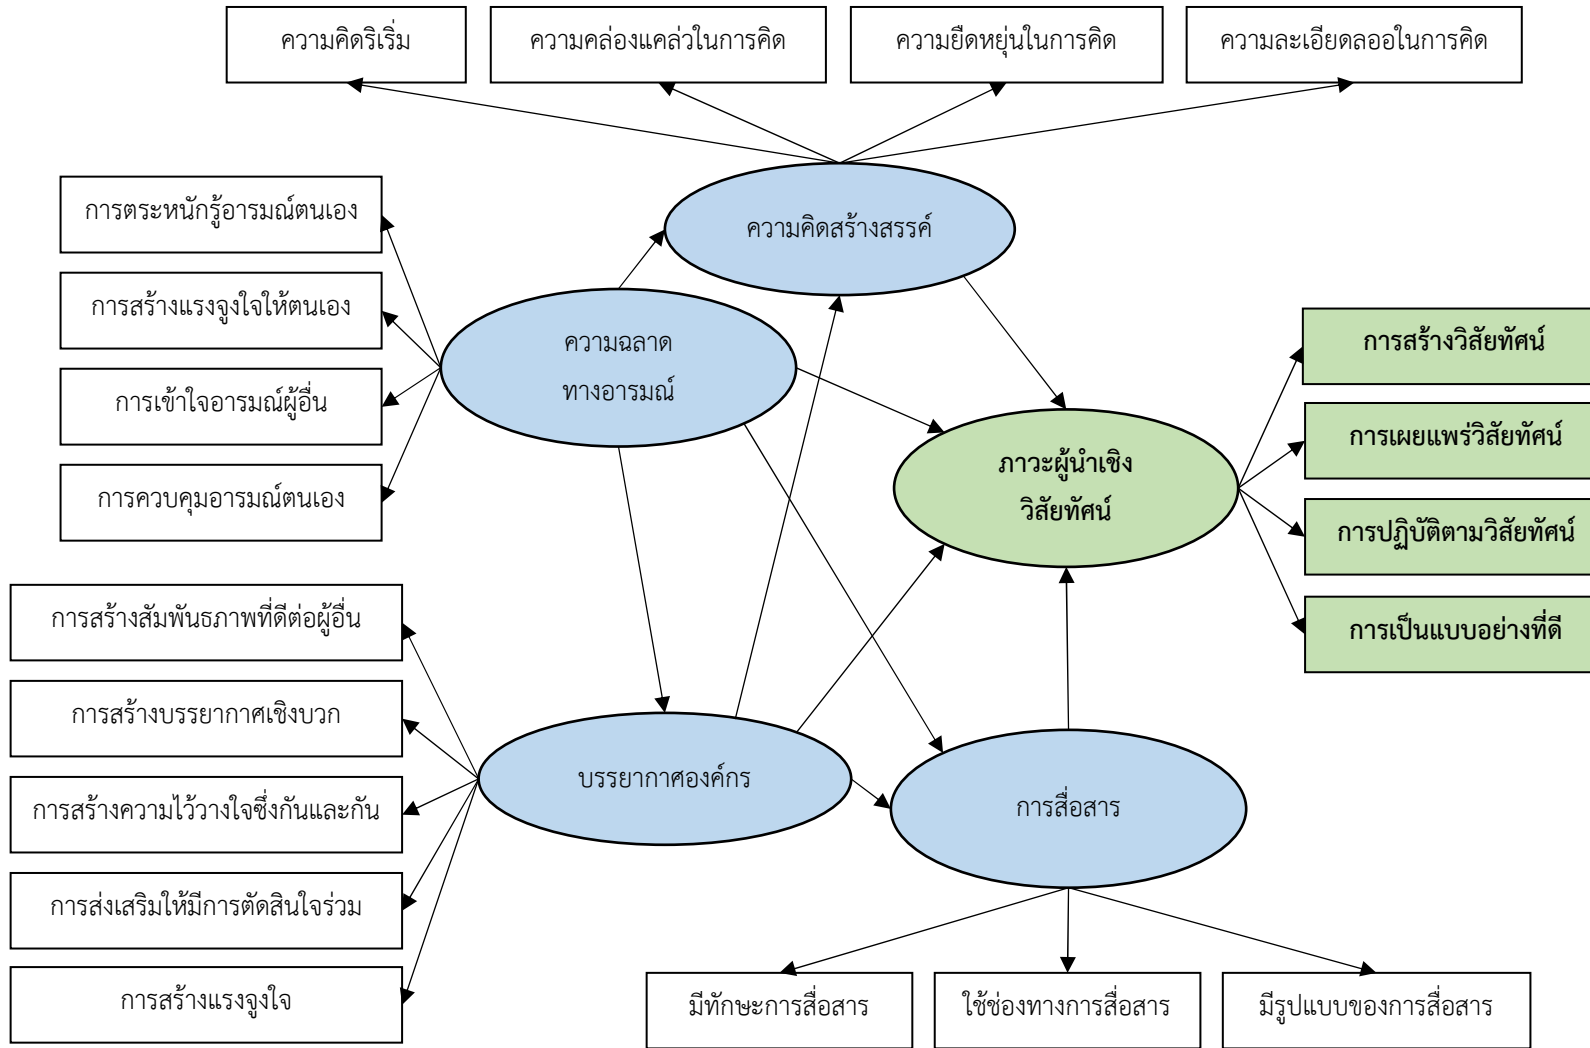 ความคิดริเริ่ม
ความคล่องแคล่วในการคิด
ความยืดหยุ่นในการคิด
ความละเอียดลออในการคิด
การตระหนักรู้อารมณ์ตนเอง
การสร้างแรงจูงใจให้ตนเอง
การเข้าใจอารมณ์ผู้อื่น
การควบคุมอารมณ์ตนเอง
ความคิดสร้างสรรค์
ความฉลาด
ทางอารมณ์
ภาวะผู้นำเชิง
วิสัยทัศน์
การสร้างวิสัยทัศน์
การเผยแพร่วิสัยทัศน์
การปฏิบัติตามวิสัยทัศน์
การเป็นแบบอย่างที่ดี
การสร้างสัมพันธภาพที่ดีต่อผู้อื่น
การสร้างบรรยากาศเชิงบวก
การสร้างความไว้วางใจซึ่งกันและกัน
การส่งเสริมให้มีการตัดสินใจร่วม
การสร้างแรงจูงใจ
บรรยากาศองค์กร
การสื่อสาร
มีทักษะการสื่อสาร
ใช้ช่องทางการสื่อสาร
มีรูปแบบของการสื่อสาร